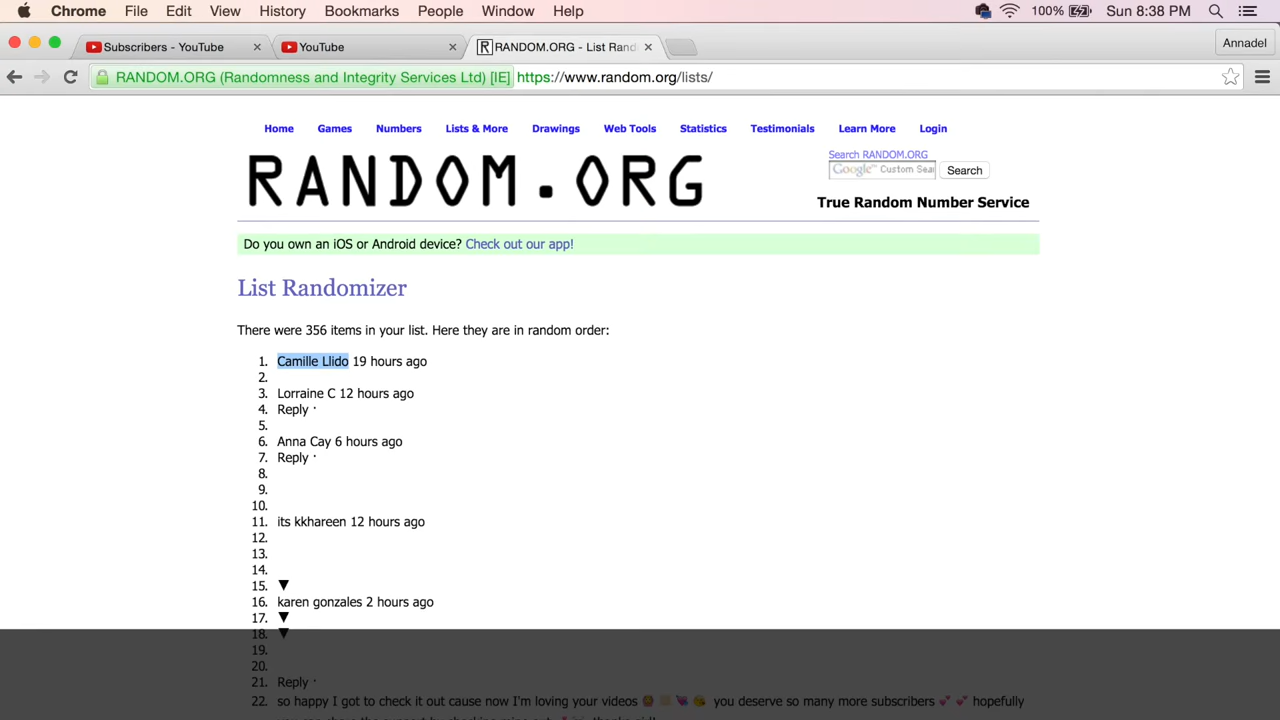 Chrome File Edit View History Bookmarks People Window Help 100% Sun 8:38 PM
Subscribers - YouTube YouTube RANDOM.ORG - List Rand Annadel
RANDOM.ORG (Randomness and Integrity Services Ltd) [IE] https://www.random.org/lists/
Home Games Numbers Lists & More Drawings Web Tools Statistics Testimonials Learn More Login
RANDOM.ORG
Search RANDOM.ORG
Google™ Custom Sear Search
True Random Number Service
Do you own an iOS or Android device? Check out our app!
List Randomizer
There were 356 items in your list. Here they are in random order:
1. Camille Llido 19 hours ago
2.
3. Lorraine C 12 hours ago
4. Reply ·
5.
6. Anna Cay 6 hours ago
7. Reply ·
8.
9.
10.
11. its kkhareen 12 hours ago
12.
13.
14.
15. ▼
16. karen gonzales 2 hours ago
17. ▼
18. ▼
19.
20.
21. Reply ·
22. so happy I got to check it out cause now I'm loving your videos you deserve so many more subscribers 💕 💕 hopefully